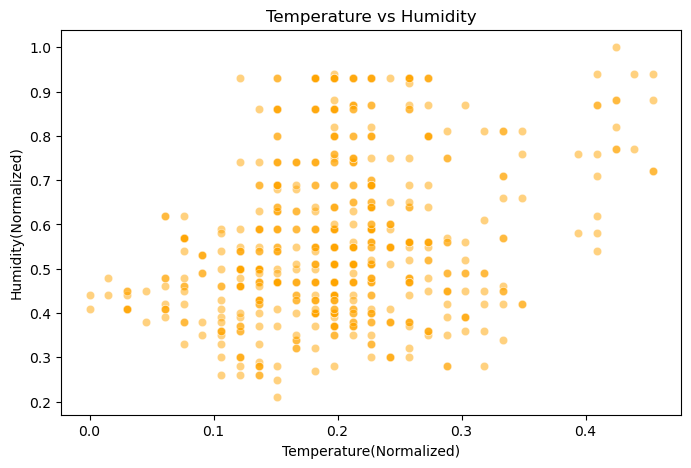 Temperature vs Humidity
Humidity(Normalized)
1.0
0.9
0.8
0.7
0.6
0.5
0.4
0.3
0.2
0.0 0.1 0.2 0.3 0.4
Temperature(Normalized)